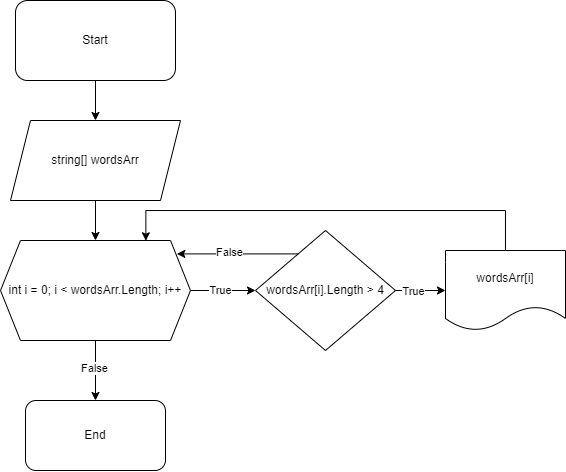 Start
string[] wordsArr
int i = 0; i < wordsArr.Length; i++
True
False
wordsArr[i].Length > 4
True
wordsArr[i]
False
End